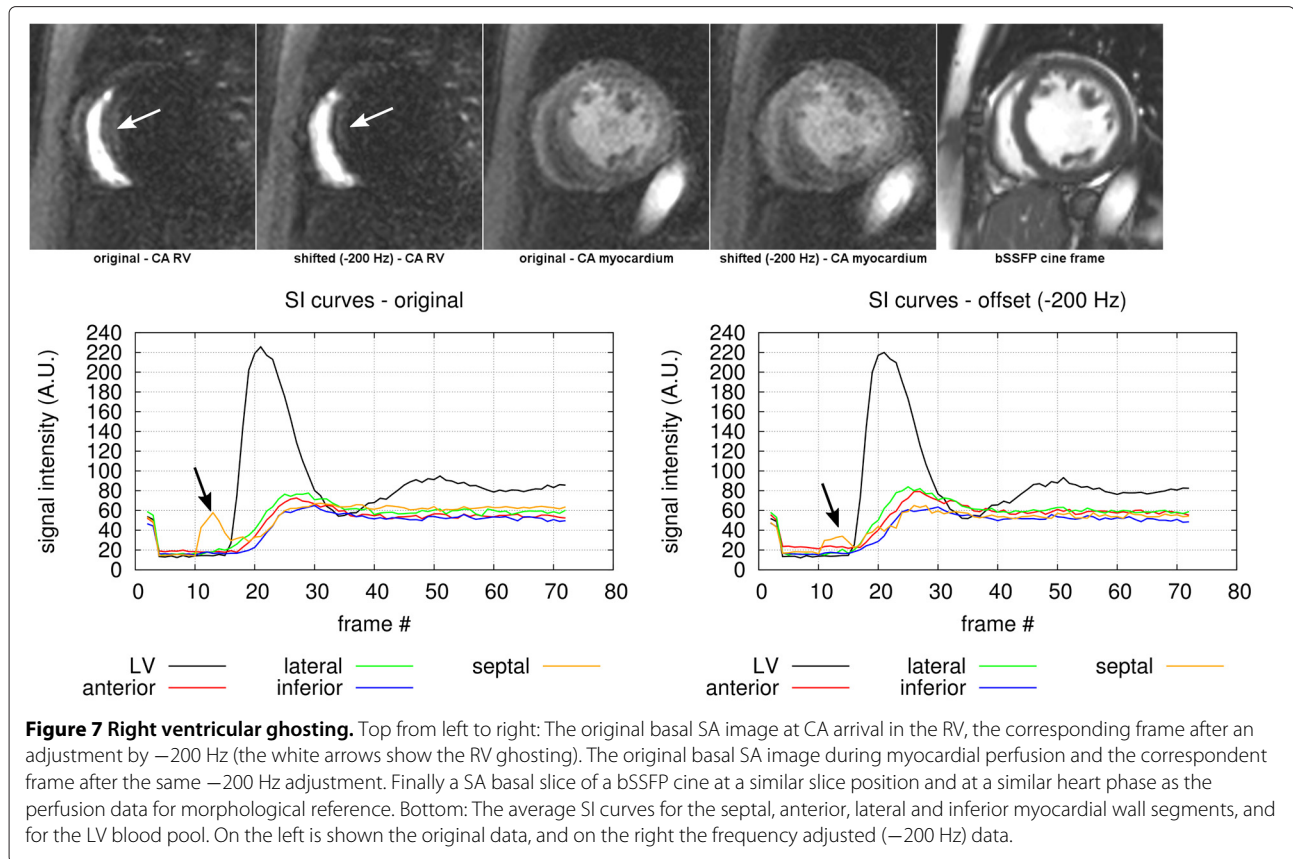 original - CA RV
shifted (-200 Hz) - CA RV
original - CA myocardium
shifted (-200 Hz) - CA myocardium
bSSFP cine frame
SI curves - original
signal intensity (A.U.)
240
220
200
180
160
140
120
100
80
60
40
20
0
0 10 20 30 40 50 60 70 80
frame #
LV lateral septal
anterior inferior
SI curves - offset (-200 Hz)
signal intensity (A.U.)
240
220
200
180
160
140
120
100
80
60
40
20
0
0 10 20 30 40 50 60 70 80
frame #
LV lateral septal
anterior inferior
Figure 7 Right ventricular ghosting. Top from left to right: The original basal SA image at CA arrival in the RV, the corresponding frame after an
adjustment by −200 Hz (the white arrows show the RV ghosting). The original basal SA image during myocardial perfusion and the correspondent
frame after the same −200 Hz adjustment. Finally a SA basal slice of a bSSFP cine at a similar slice position and at a similar heart phase as the
perfusion data for morphological reference. Bottom: The average SI curves for the septal, anterior, lateral and inferior myocardial wall segments, and
for the LV blood pool. On the left is shown the original data, and on the right the frequency adjusted (−200 Hz) data.